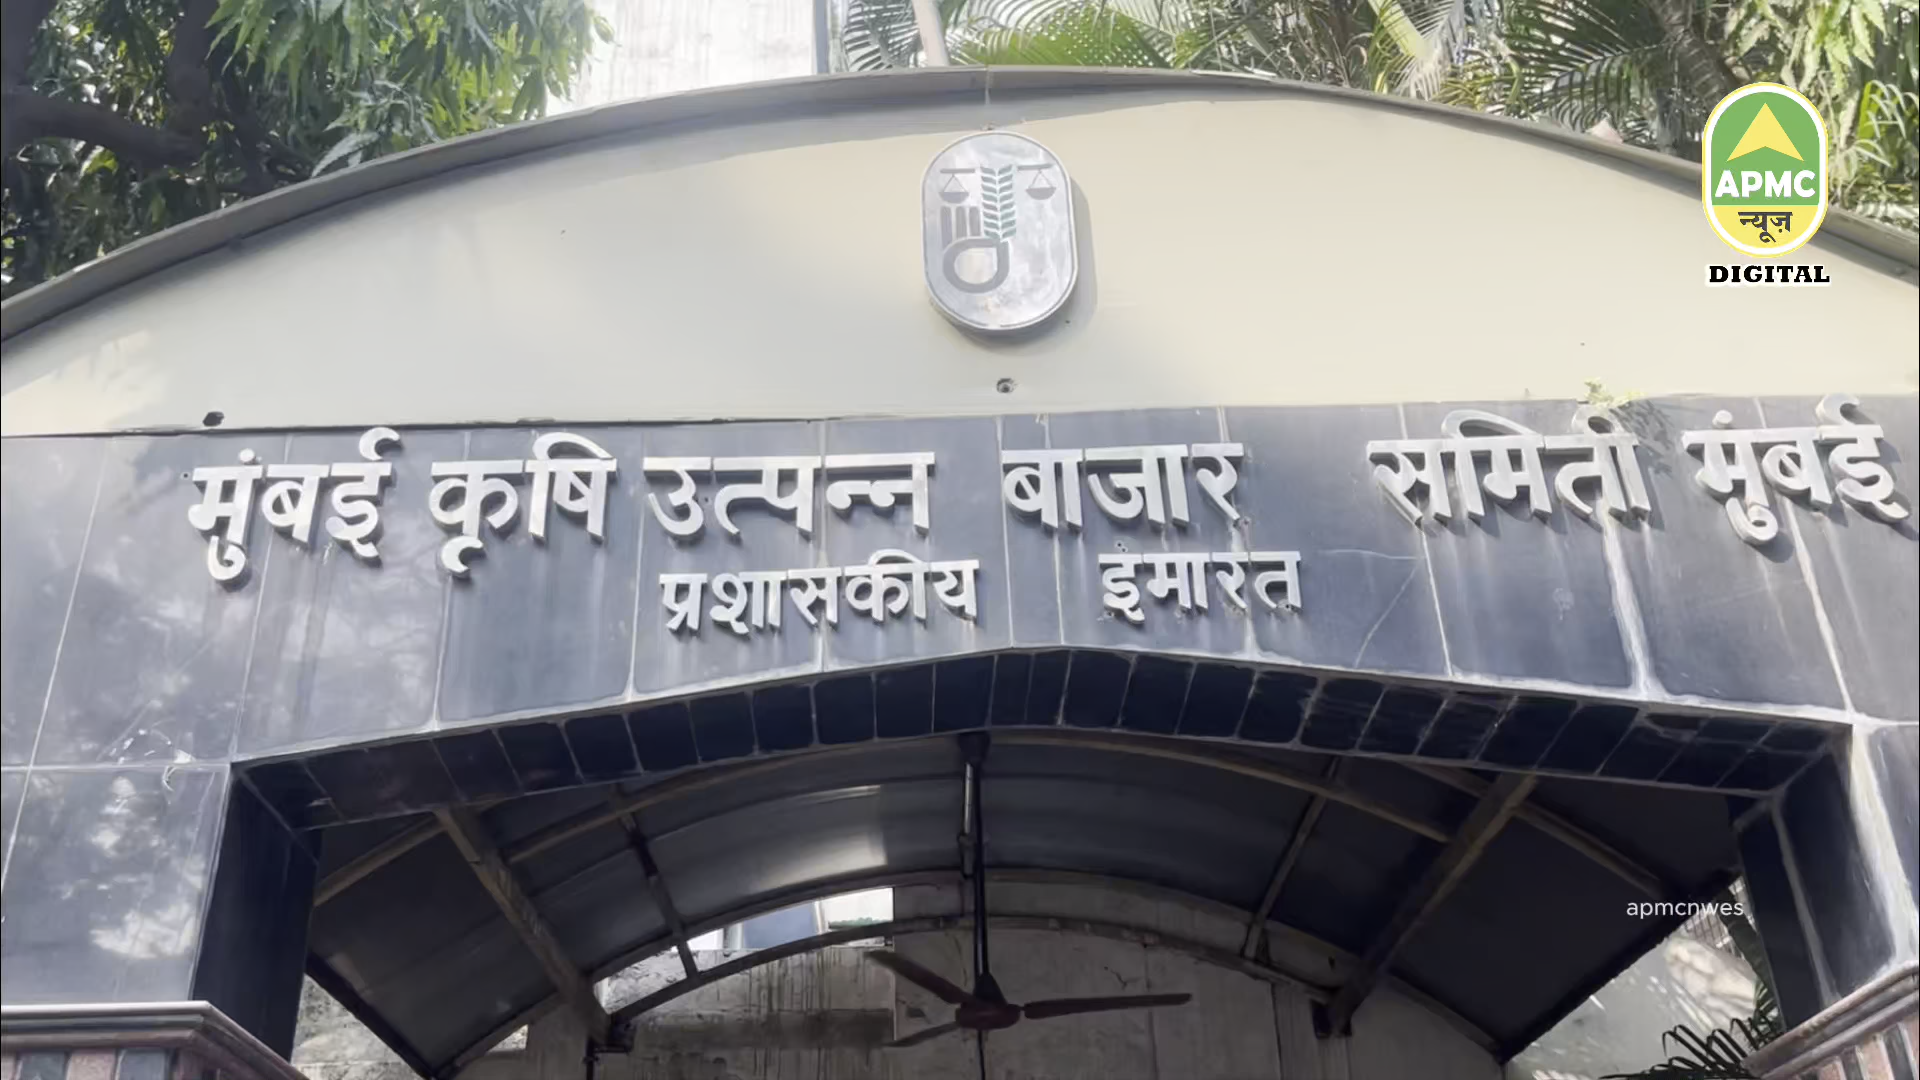 APMC
न्यूज़
DIGITAL
मुंबई कृषि उत्पन्न बाजार समिती मुंबई
प्रशासकीय इमारत
apmcnwes